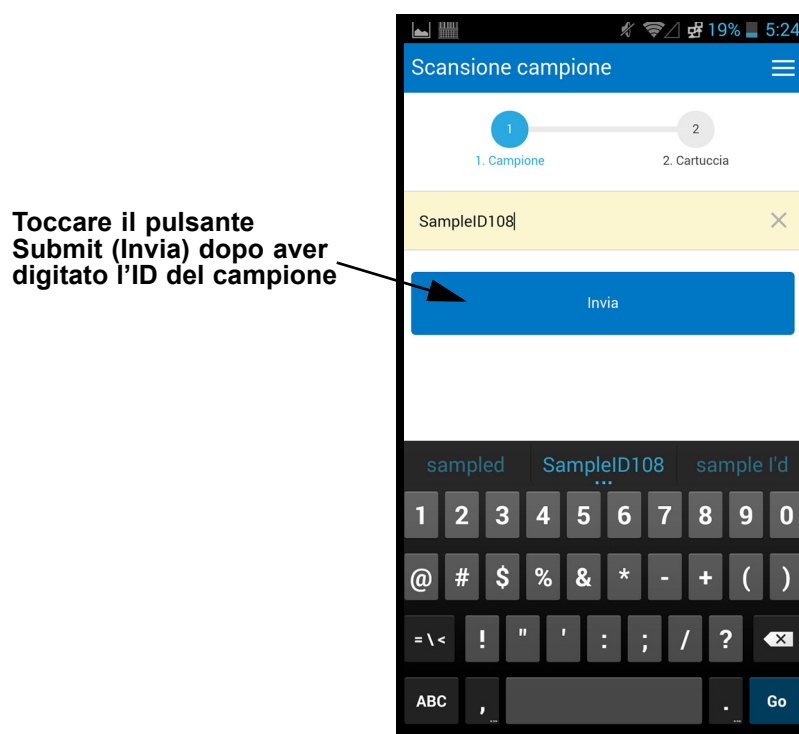 19% 5:24
Scansione campione
1 2
1. Campione 2. Cartuccia
Toccare il pulsante
Submit (Invia) dopo aver
digitato l'ID del campione
SampleID108
Invia
sampled SampleID108 sample I'd
1 2 3 4 5 6 7 8 9 0
@ # $ % & * - + ( )
= \ < ! " ' : ; / ?
ABC , . Go